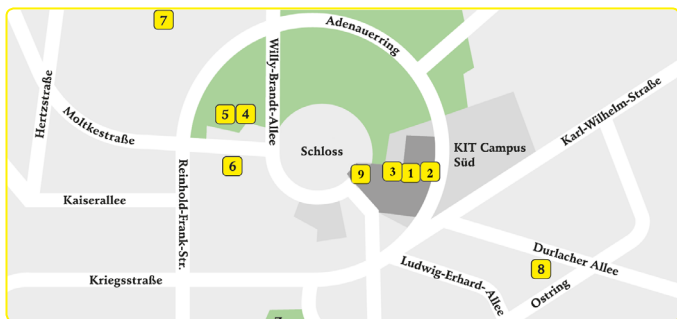 7
Adenauerring
Willy-Brandt-Allee
Hertzstraße
Moltkestraße
5
4
Karl-Wilhelm-Straße
Schloss
KIT Campus
Süd
6
9
3
1
2
Reinhold-Frank-Str.
Kaiserallee
Kriegsstraße
Ludwig-Erhard-Allee
Durlacher Allee
8
Ostring